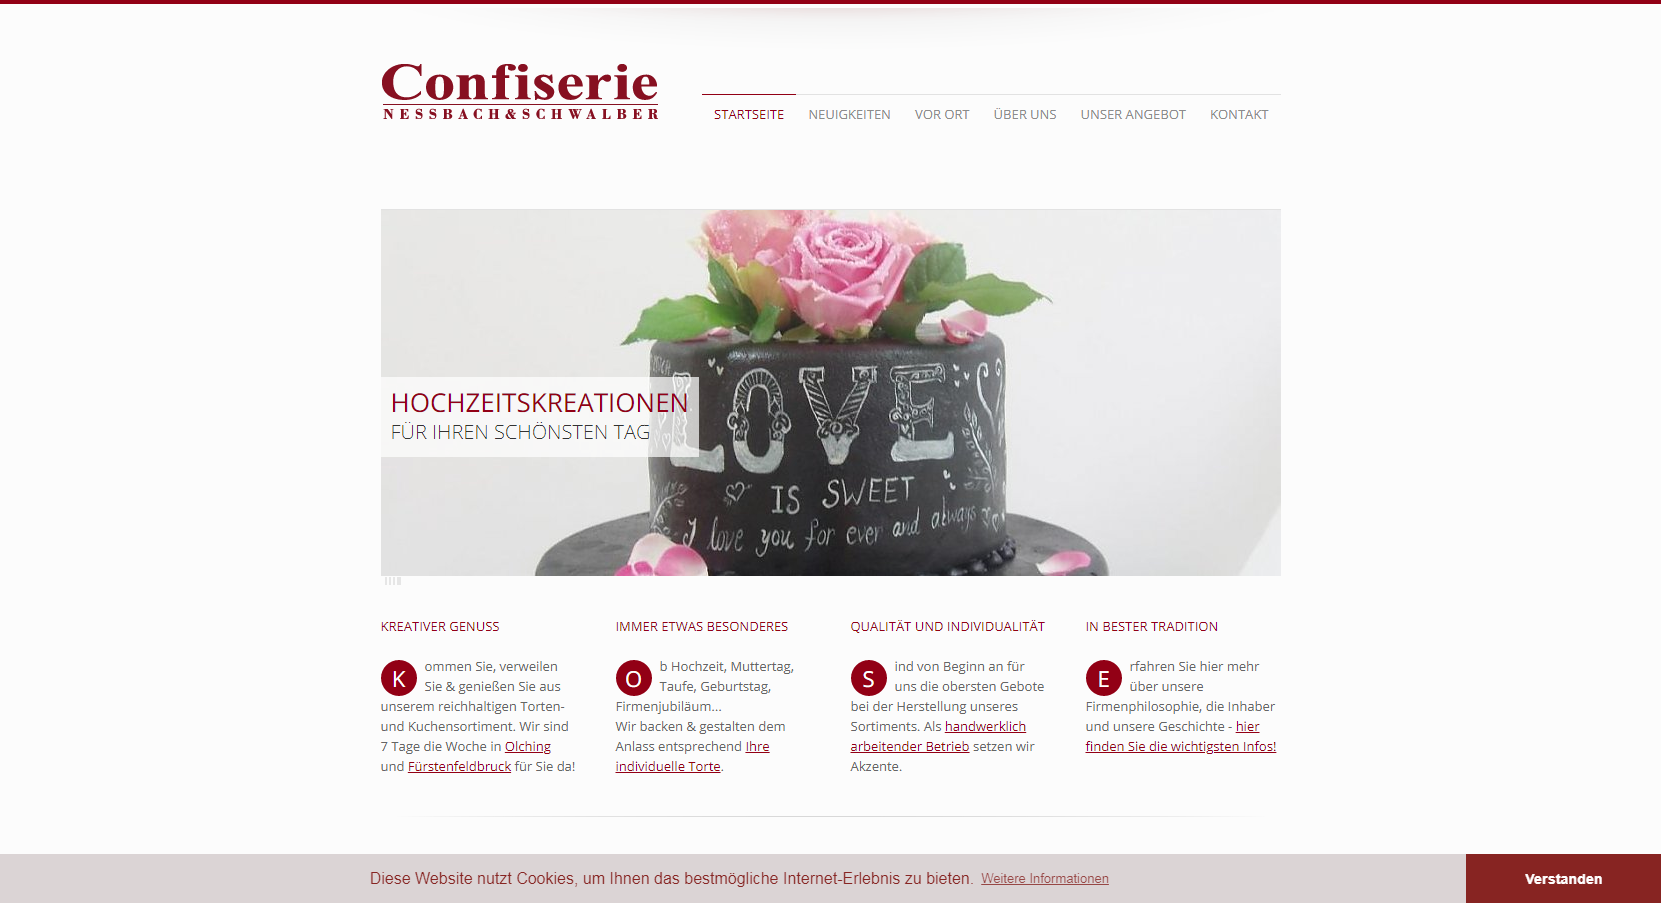 Confiserie
NESSBACH&SCHWALBER
STARTSEITE NEUIGKEITEN VOR ORT ÜBER UNS UNSER ANGEBOT KONTAKT
HOCHZEITSKREATIONEN
FÜR IHREN SCHÖNSTEN TAG
LOVE
IS SWEET
I love you for ever and always
KREATIVER GENUSS
Kommen Sie, verweilen
Sie & genießen Sie aus
unserem reichhaltigen Torten-
und Kuchensortiment. Wir sind
7 Tage die Woche in Olching
und Fürstenfeldbruck für Sie da!
IMMER ETWAS BESONDERES
Ob Hochzeit, Muttertag,
Taufe, Geburtstag,
Firmenjubiläum...
Wir backen & gestalten dem
Anlass entsprechend Ihre
individuelle Torte.
QUALITÄT UND INDIVIDUALITÄT
Sind von Beginn an für
uns die obersten Gebote
bei der Herstellung unseres
Sortiments. Als handwerklich
arbeitender Betrieb setzen wir
Akzente.
IN BESTER TRADITION
Erfahren Sie hier mehr
über unsere
Firmenphilosophie, die Inhaber
und unsere Geschichte - hier
finden Sie die wichtigsten Infos!
Diese Website nutzt Cookies, um Ihnen das bestmögliche Internet-Erlebnis zu bieten. Weitere Informationen
Verstanden